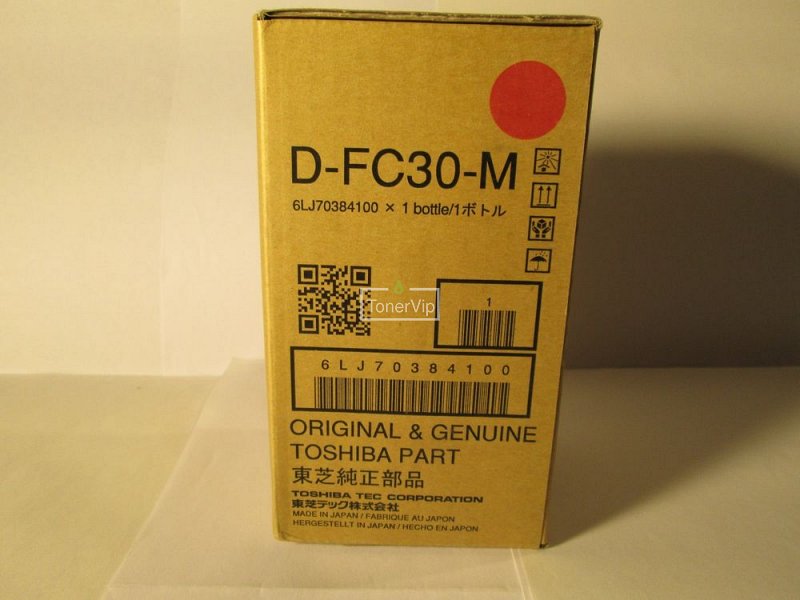 D-FC30-M
6LJ70384100 × 1 bottle/1ボトル
TonerVip
1
6LJ70384100
ORIGINAL & GENUINE
TOSHIBA PART
東芝純正部品
TOSHIBA TEC CORPORATION
東芝テック株式会社
MADE IN JAPAN / FABRIQUE AU JAPON
HERGESTELLT IN JAPAN / HECHO EN JAPON